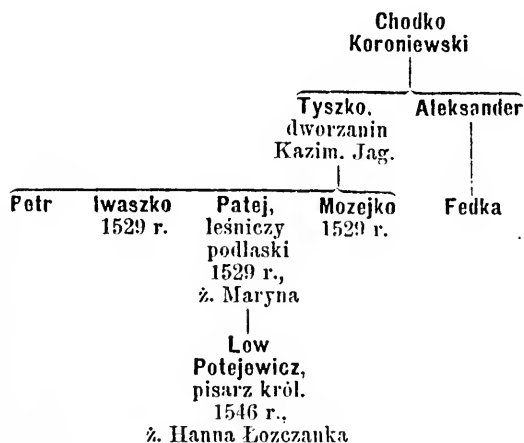 Chodko
Koroniewski
Tyszko, Aleksander
dworzanin
Kazim. Jag.
Petr Iwaszko Patej, Mozejko Fedka
1529 r. leśniczy 1529 r.
podlaski
1529 r.,
ż. Maryna
Low
Potejewicz,
pisarz król.
1546 r.,
ż. Hanna Łozczanka